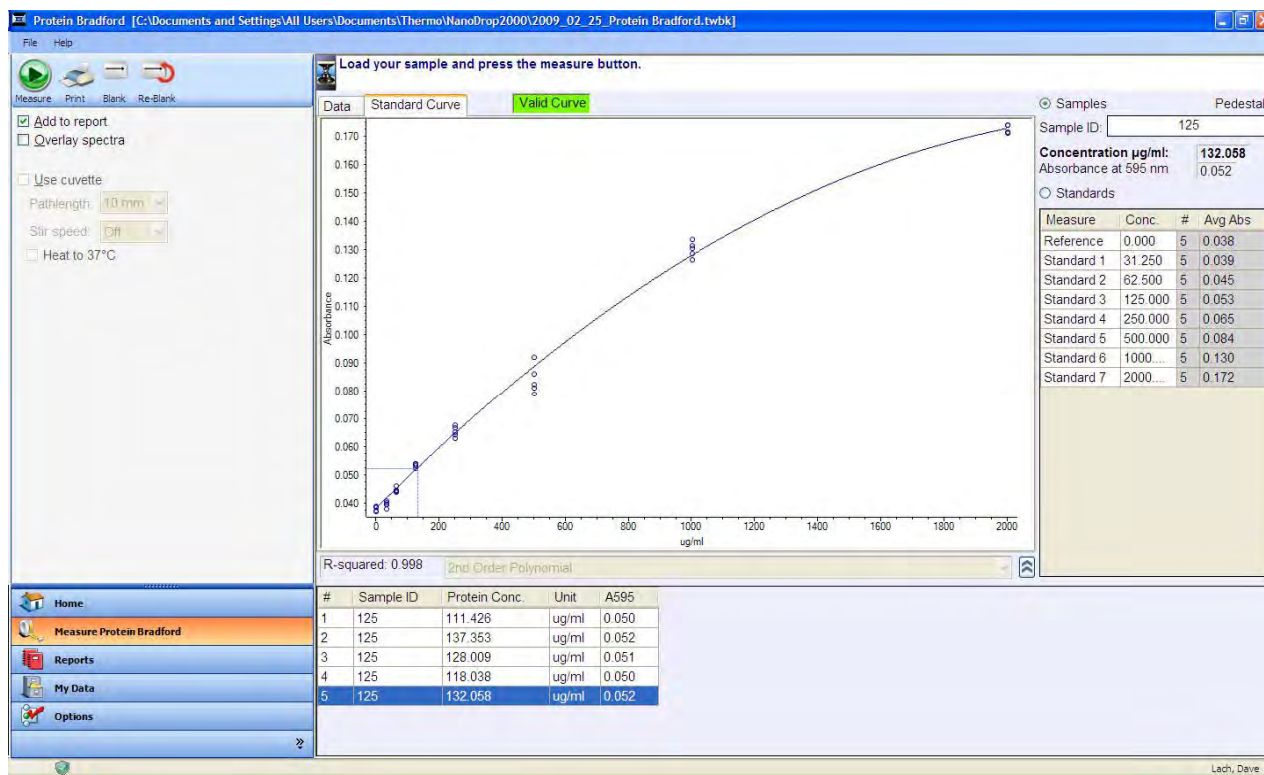 Protein Bradford [C:\Documents and Settings\All Users\Documents\Thermo\NanoDrop2000\2009_02_25_Protein Bradford.twbk]
File Help
Measure Print Blank Re-Blank
Add to report
Overlay spectra
Use cuvette
Pathlength: 10 mm
Stir speed: Off
Heat to 37°C
Home
Measure Protein Bradford
Reports
My Data
Options
Load your sample and press the measure button.
Data Standard Curve Valid Curve
Absorbance
0.170
0.160
0.150
0.140
0.130
0.120
0.110
0.100
0.090
0.080
0.070
0.060
0.050
0.040
0 200 400 600 800 1000 1200 1400 1600 1800 2000
ug/ml
R-squared: 0.998 2nd Order Polynomial
Samples Pedestal
Sample ID: 125
Concentration µg/ml: 132.058
Absorbance at 595 nm 0.052
Standards
Measure Conc. # Avg Abs
Reference 0.000 5 0.038
Standard 1 31.250 5 0.039
Standard 2 62.500 5 0.045
Standard 3 125.000 5 0.053
Standard 4 250.000 5 0.065
Standard 5 500.000 5 0.084
Standard 6 1000.... 5 0.130
Standard 7 2000.... 5 0.172
# Sample ID Protein Conc. Unit A595
1 125 111.426 ug/ml 0.050
2 125 137.353 ug/ml 0.052
3 125 128.009 ug/ml 0.051
4 125 118.038 ug/ml 0.050
5 125 132.058 ug/ml 0.052
Lach, Dave